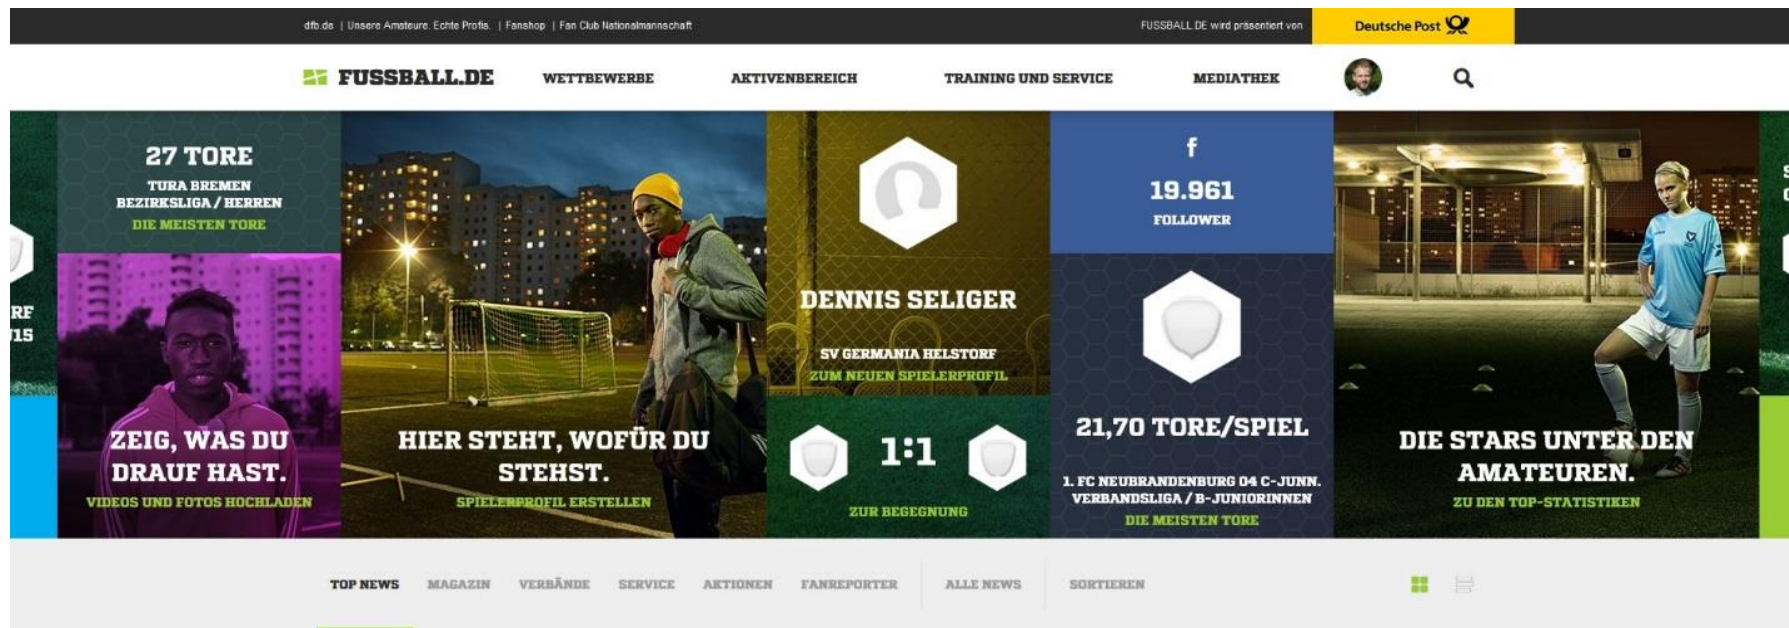 dfb.de | Unsere Amateure. Echte Profis. | Fanshop | Fan Club Nationalmannschaft
FUSSBALL.DE wird präsentiert von
Deutsche Post
FUSSBALL.DE
WETTBEWERBE
AKTIVENBEREICH
TRAINING UND SERVICE
MEDIATHEK
RF
J15
27 TORE
TURA BREMEN
BEZIRKSLIGA / HERREN
DIE MEISTEN TORE
ZEIG, WAS DU
DRAUF HAST.
VIDEOS UND FOTOS HOCHLADEN
HIER STEHT, WOFÜR DU
STEHST.
SPIELERPROFIL ERSTELLEN
DENNIS SELIGER
SV GERMANIA HELSTORF
ZUM NEUEN SPIELERPROFIL
1:1
ZUR BEGEGNUNG
f
19.961
FOLLOWER
21,70 TORE/SPIEL
1. FC NEUBRANDENBURG 04 C-JUNN.
VERBANDSLIGA / B-JUNIORINNEN
DIE MEISTEN TORE
DIE STARS UNTER DEN
AMATEUREN.
ZU DEN TOP-STATISTIKEN
TOP NEWS
MAGAZIN
VERBÄNDE
SERVICE
AKTIONEN
FANREPORTER
ALLE NEWS
SORTIEREN